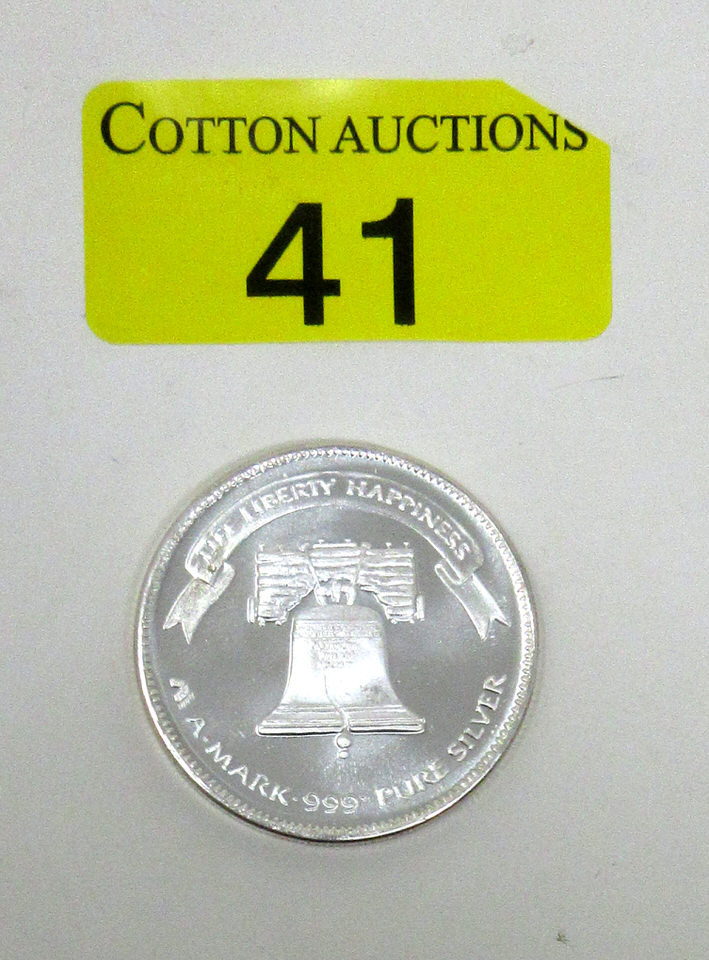 COTTON AUCTIONS
41
LIFE LIBERTY HAPPINESS
A-MARK · 999+ PURE SILVER